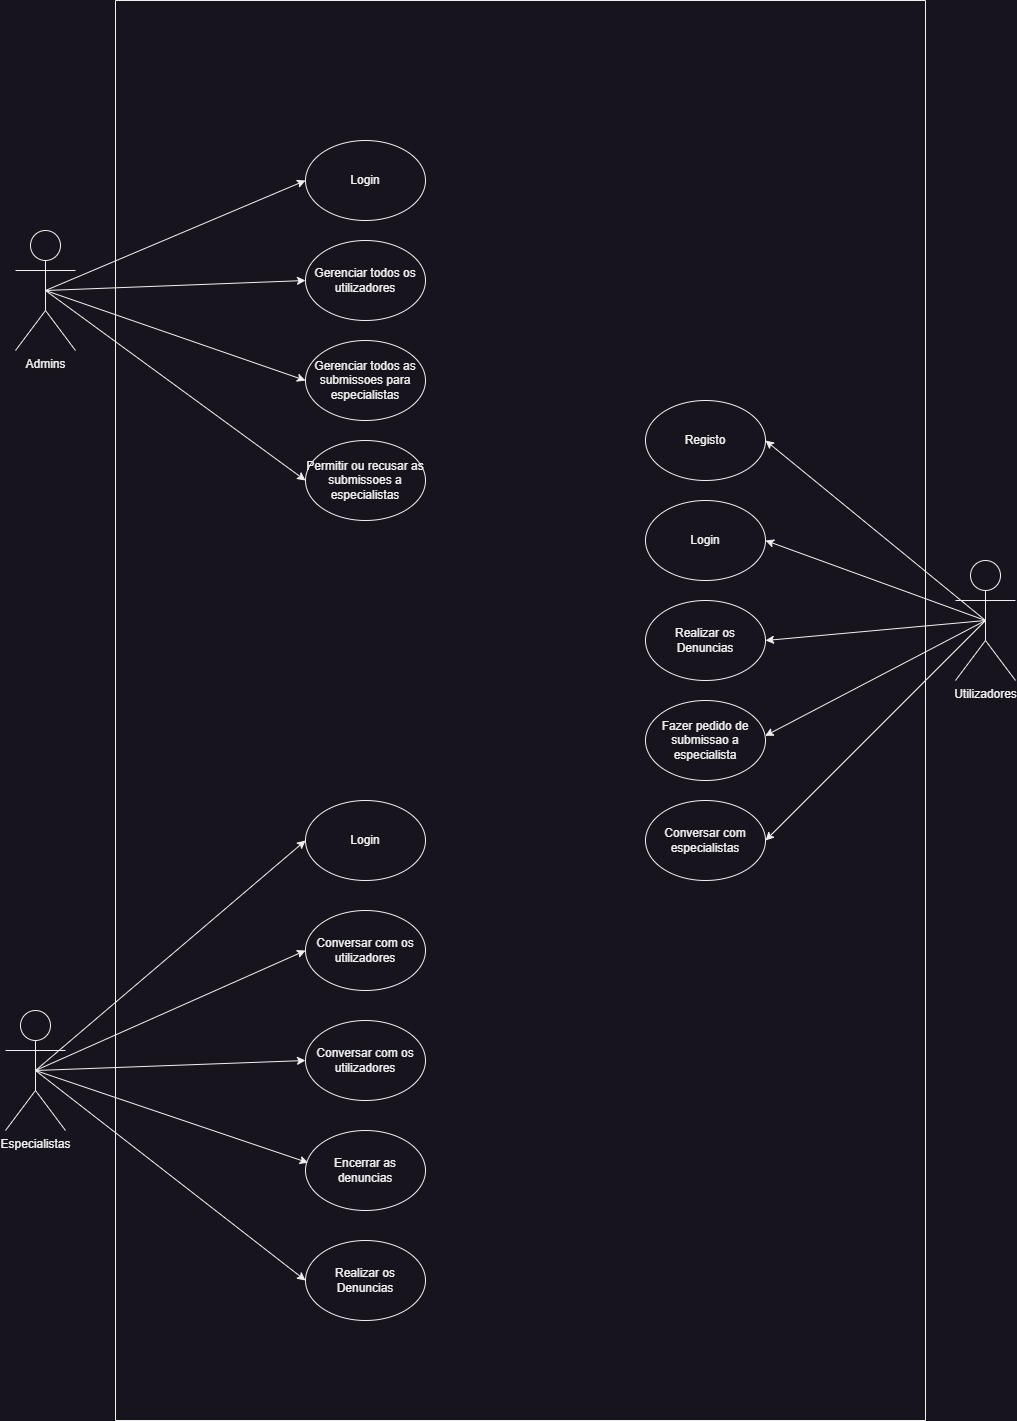 Login
Gerenciar todos os
utilizadores
Admins
Gerenciar todos as
submissoes para
especialistas
Permitir ou recusar as
submissoes a
especialistas
Registo
Login
Realizar os
Denuncias
Utilizadores
Fazer pedido de
submissao a
especialista
Conversar com
especialistas
Login
Conversar com os
utilizadores
Conversar com os
utilizadores
Especialistas
Encerrar as
denuncias
Realizar os
Denuncias